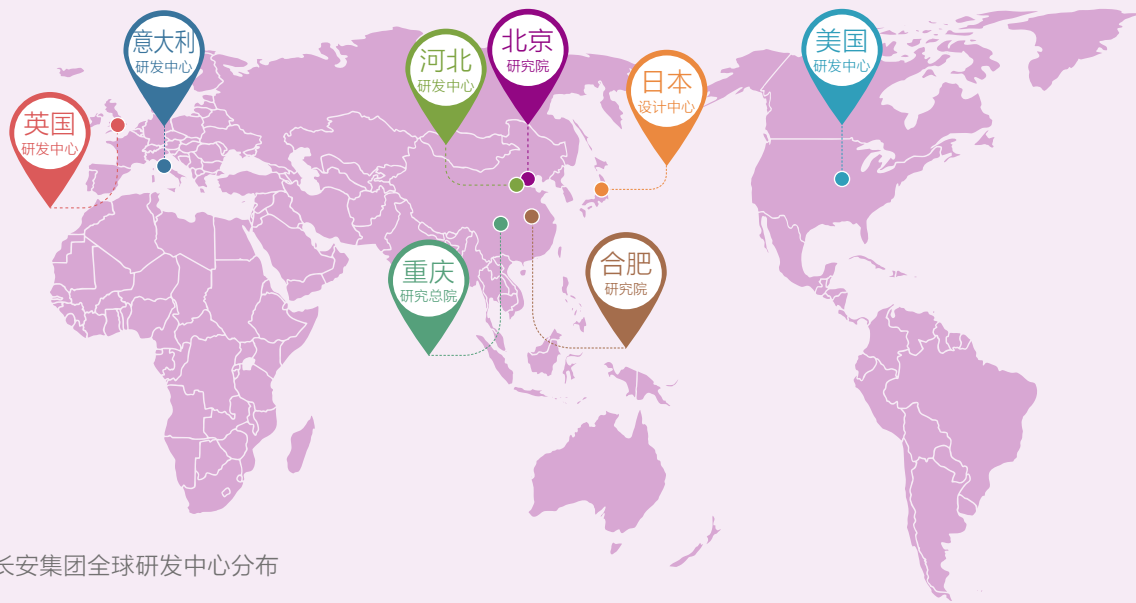 意大利
研发中心
河北
研发中心
北京
研究院
美国
研发中心
日本
设计中心
英国
研发中心
重庆
研究总院
合肥
研究院
长安集团全球研发中心分布